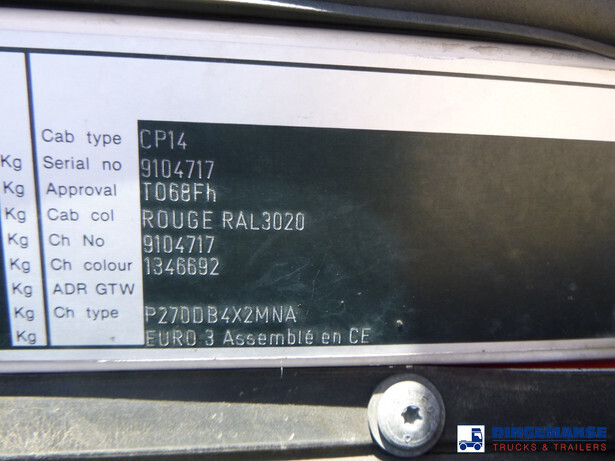 Cab type CP14
Kg Serial no 9104717
Kg Approval T068Fh
Kg Cab col ROUGE RAL3020
Kg Ch No 9104717
Kg Ch colour 1346692
Kg ADR GTW
Kg Ch type P270DB4X2MNA
Kg EURO 3 Assemblé en CE
DINGEMANSE
TRUCKS & TRAILERS